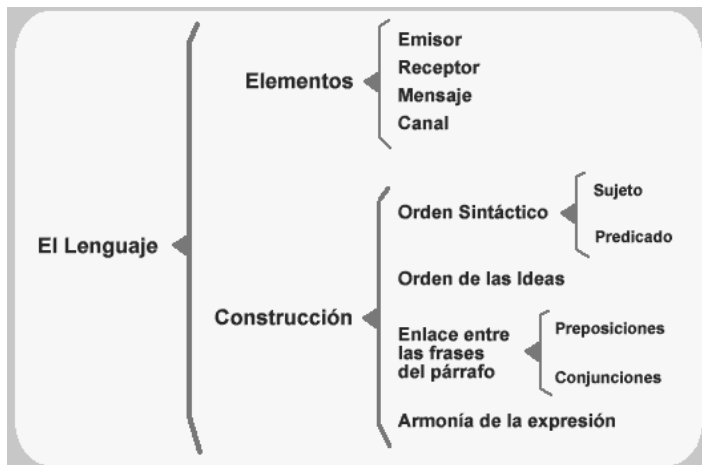 El Lenguaje
Elementos
Emisor
Receptor
Mensaje
Canal
Construcción
Orden Sintáctico
Sujeto
Predicado
Orden de las Ideas
Enlace entre
las frases
del párrafo
Preposiciones
Conjunciones
Armonía de la expresión